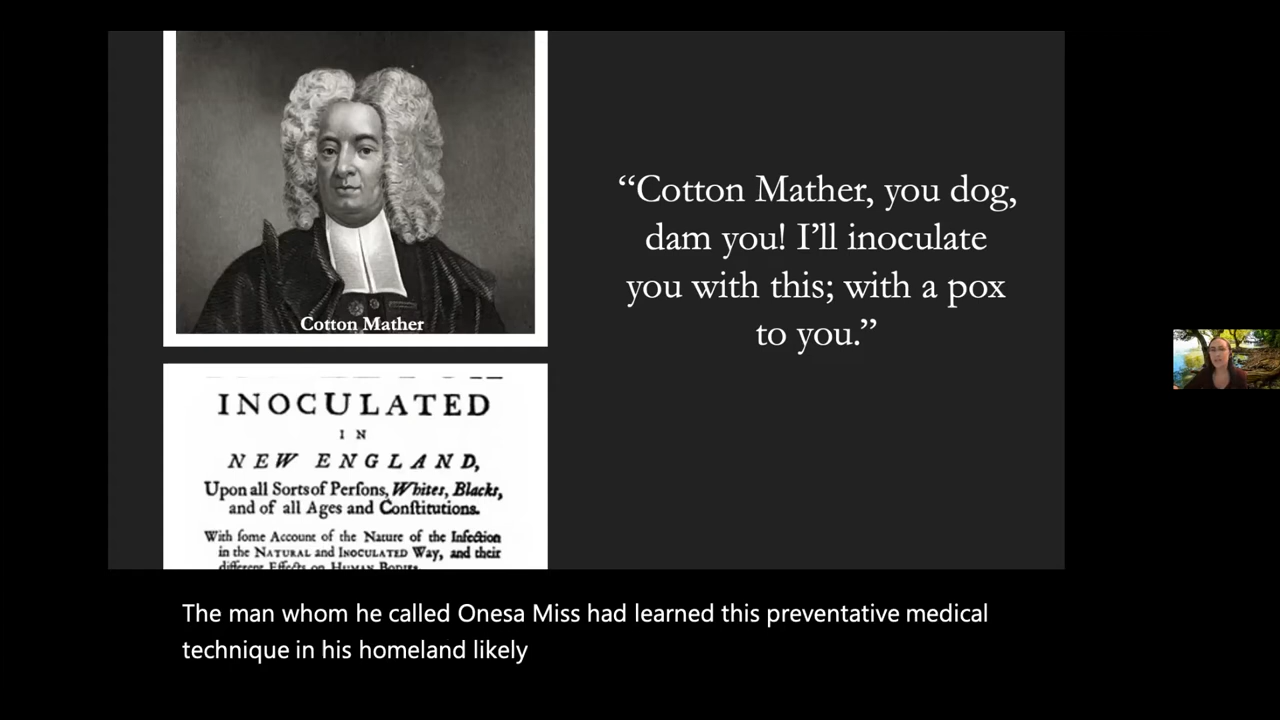 Cotton Mather
INOCULATED
IN
NEW ENGLAND,
Upon all Sorts of Perſons, Whites, Blacks,
and of all Ages and Conſtitutions.
With ſome Account of the Nature of the Infection
in the NATURAL and INOCULATED Way, and their
different Effects on HUMAN BODIES.
“Cotton Mather, you dog,
dam you! I’ll inoculate
you with this; with a pox
to you.”
The man whom he called Onesa Miss had learned this preventative medical
technique in his homeland likely